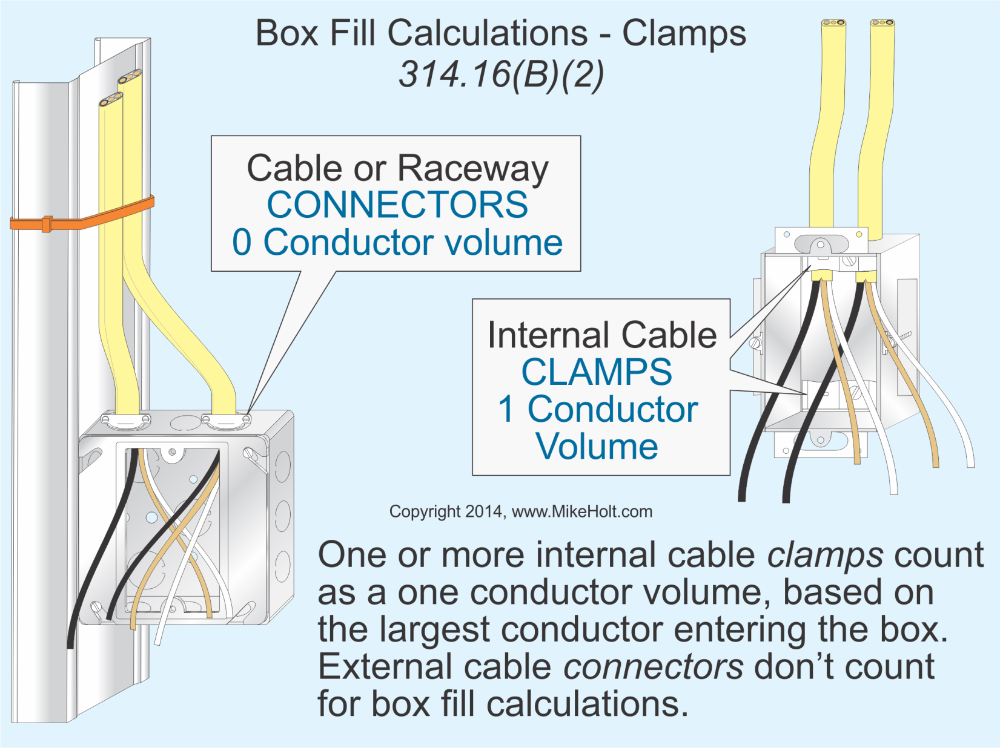 Box Fill Calculations - Clamps
314.16(B)(2)
Cable or Raceway
CONNECTORS
0 Conductor volume
Internal Cable
CLAMPS
1 Conductor
Volume
Copyright 2014, www.MikeHolt.com
One or more internal cable clamps count
as a one conductor volume, based on
the largest conductor entering the box.
External cable connectors don’t count
for box fill calculations.